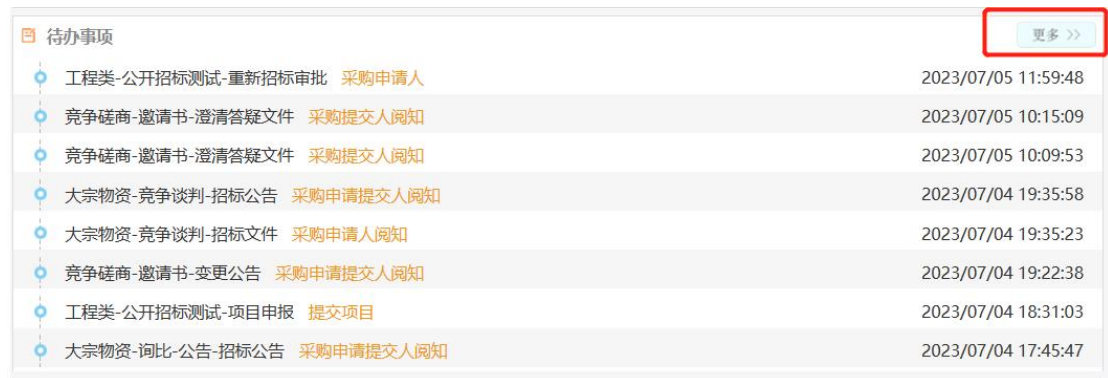 待办事项 更多 >>
工程类-公开招标测试-重新招标审批 采购申请人 2023/07/05 11:59:48
竞争磋商-邀请书-澄清答疑文件 采购提交人阅知 2023/07/05 10:15:09
竞争磋商-邀请书-澄清答疑文件 采购提交人阅知 2023/07/05 10:09:53
大宗物资-竞争谈判-招标公告 采购申请提交人阅知 2023/07/04 19:35:58
大宗物资-竞争谈判-招标文件 采购申请人阅知 2023/07/04 19:35:23
竞争磋商-邀请书-变更公告 采购申请提交人阅知 2023/07/04 19:22:38
工程类-公开招标测试-项目申报 提交项目 2023/07/04 18:31:03
大宗物资-询比-公告-招标公告 采购申请提交人阅知 2023/07/04 17:45:47